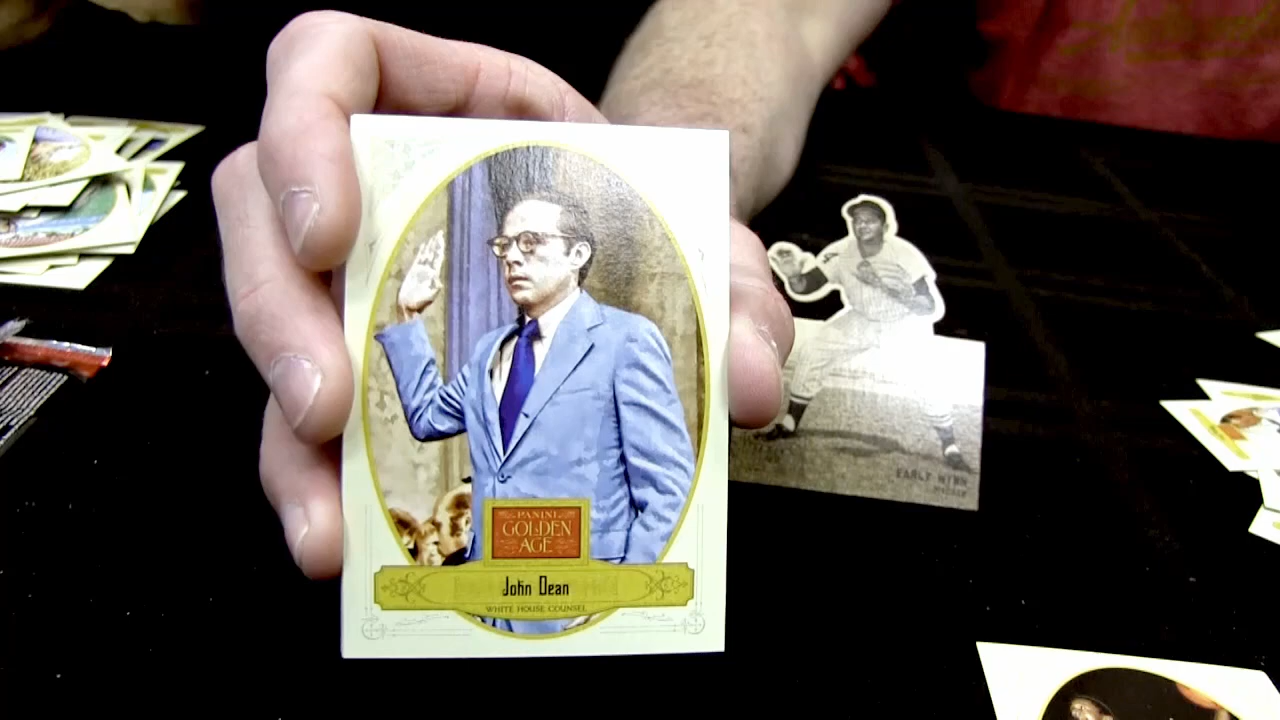 PANINI
GOLDEN
AGE
John Dean
WHITE HOUSE COUNSEL
EARLY WYNN